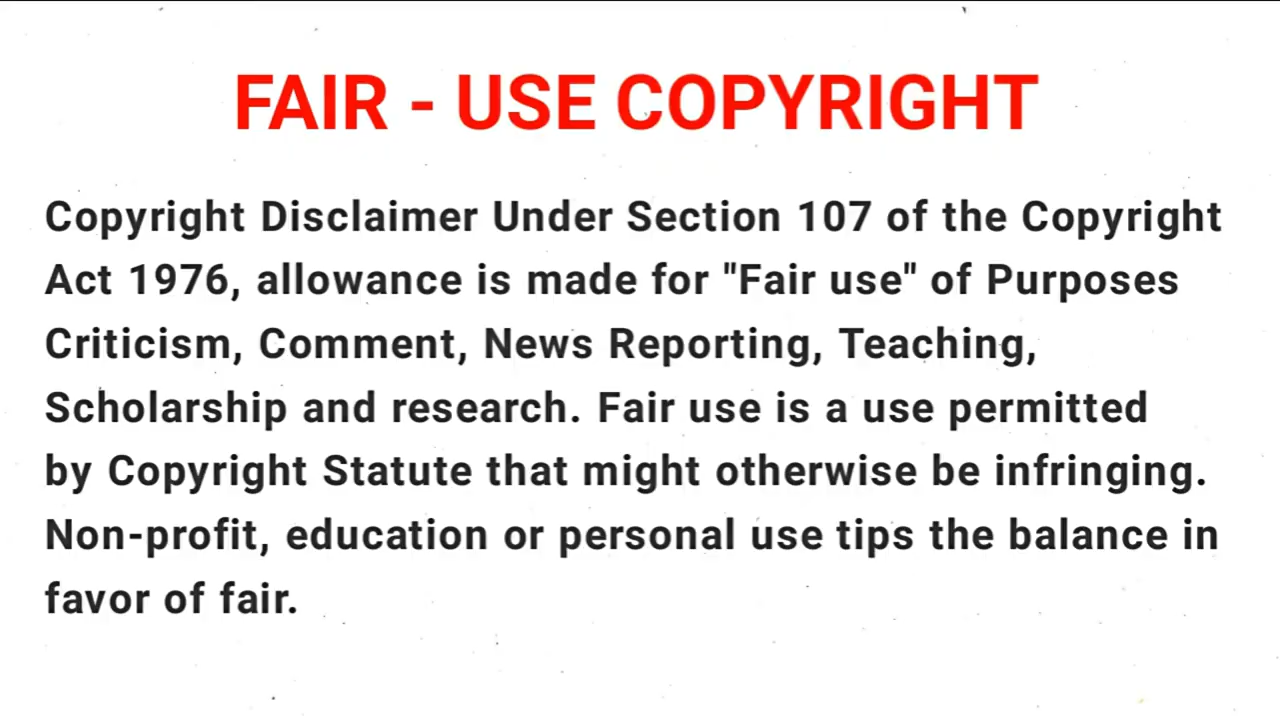 FAIR - USE COPYRIGHT
Copyright Disclaimer Under Section 107 of the Copyright
Act 1976, allowance is made for "Fair use" of Purposes
Criticism, Comment, News Reporting, Teaching,
Scholarship and research. Fair use is a use permitted
by Copyright Statute that might otherwise be infringing.
Non-profit, education or personal use tips the balance in
favor of fair.